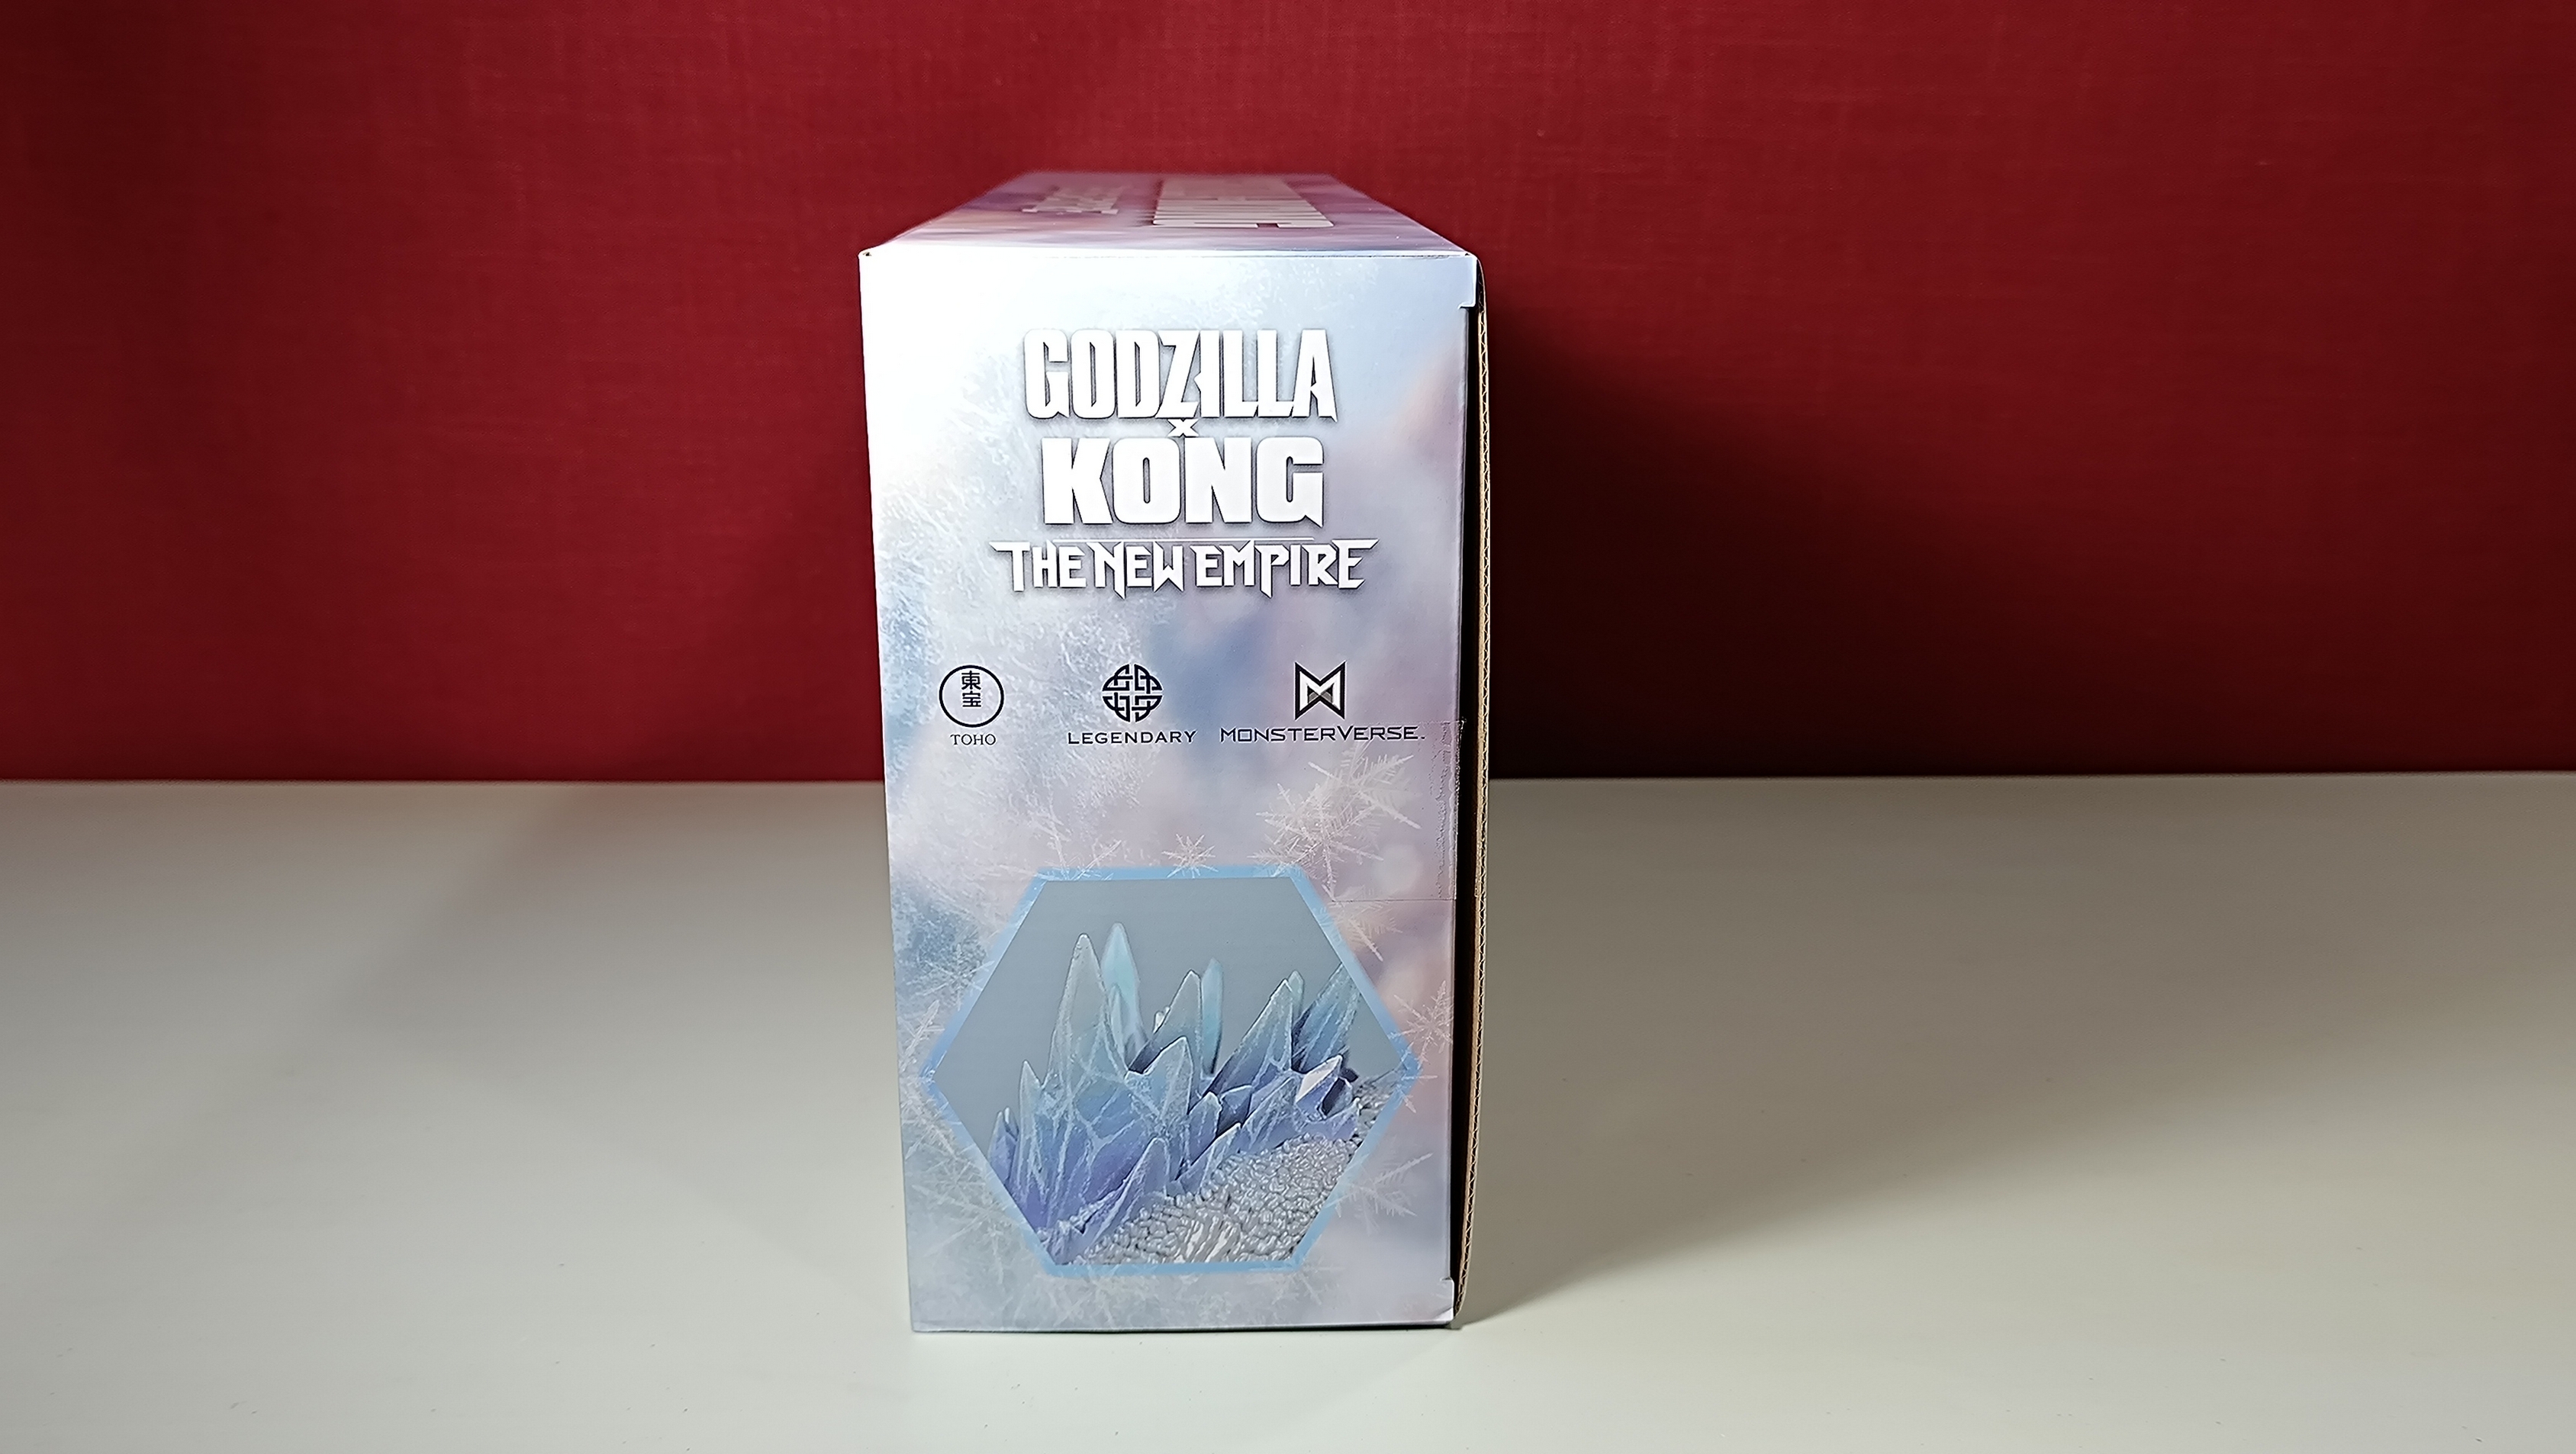 GODZILLA
x
KONG
THE NEW EMPIRE
東宝
TOHO
LEGENDARY
MONSTERVERSE.